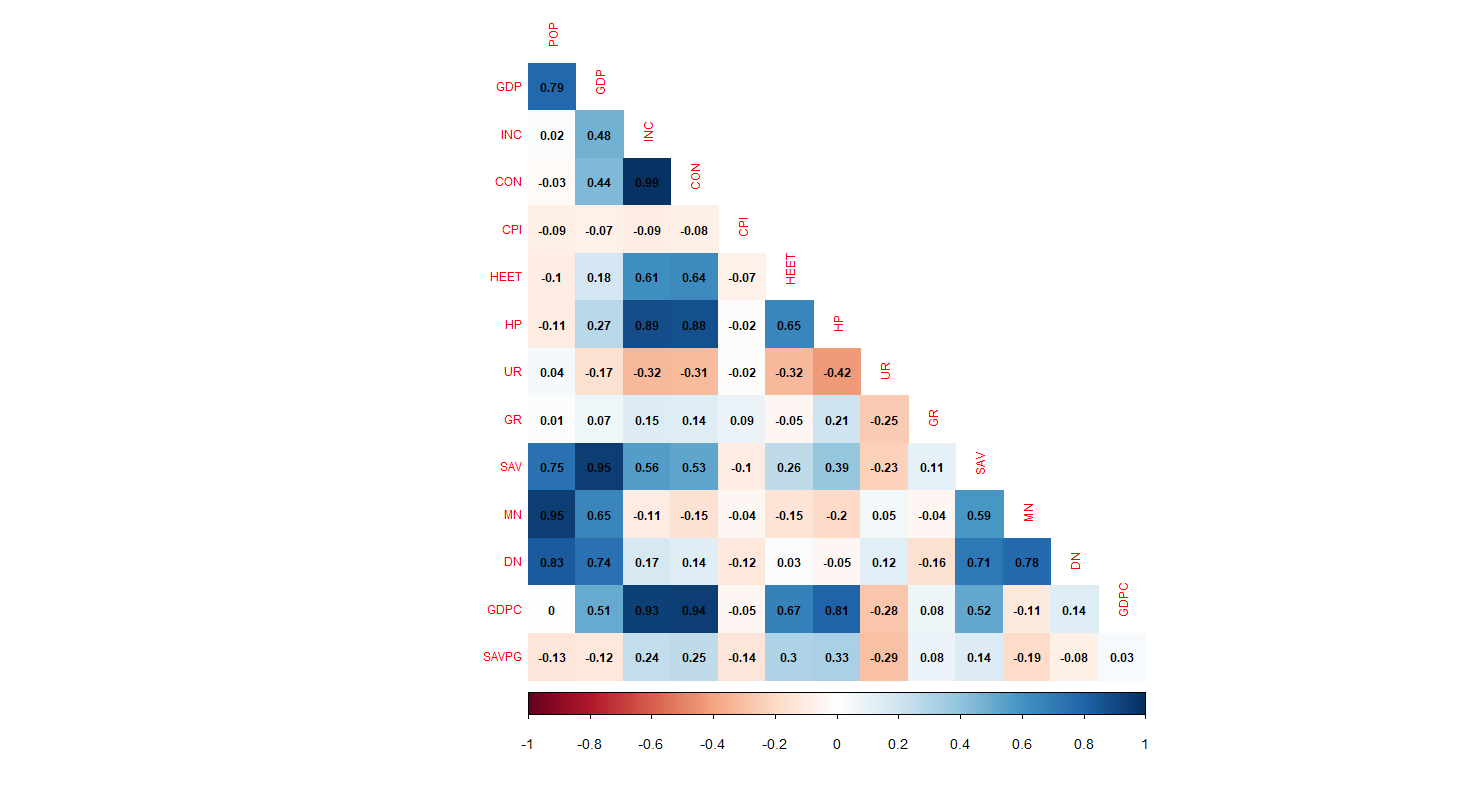 POP
GDP 0.79 GDP
INC 0.02 0.48 INC
CON -0.03 0.44 0.99 CON
CPI -0.09 -0.07 -0.09 -0.08 CPI
HEET -0.1 0.18 0.61 0.64 -0.07 HEET
HP -0.11 0.27 0.89 0.88 -0.02 0.65 HP
UR 0.04 -0.17 -0.32 -0.31 -0.02 -0.32 -0.42 UR
GR 0.01 0.07 0.15 0.14 0.09 -0.05 0.21 -0.25 GR
SAV 0.75 0.95 0.56 0.53 -0.1 0.26 0.39 -0.23 0.11 SAV
MN 0.95 0.65 -0.11 -0.15 -0.04 -0.15 -0.2 0.05 -0.04 0.59 MN
DN 0.83 0.74 0.17 0.14 -0.12 0.03 -0.05 0.12 -0.16 0.71 0.78 DN
GDPC 0 0.51 0.93 0.94 -0.05 0.67 0.81 -0.28 0.08 0.52 -0.11 0.14 GDPC
SAVPG -0.13 -0.12 0.24 0.25 -0.14 0.3 0.33 -0.29 0.08 0.14 -0.19 -0.08 0.03
-1 -0.8 -0.6 -0.4 -0.2 0 0.2 0.4 0.6 0.8 1